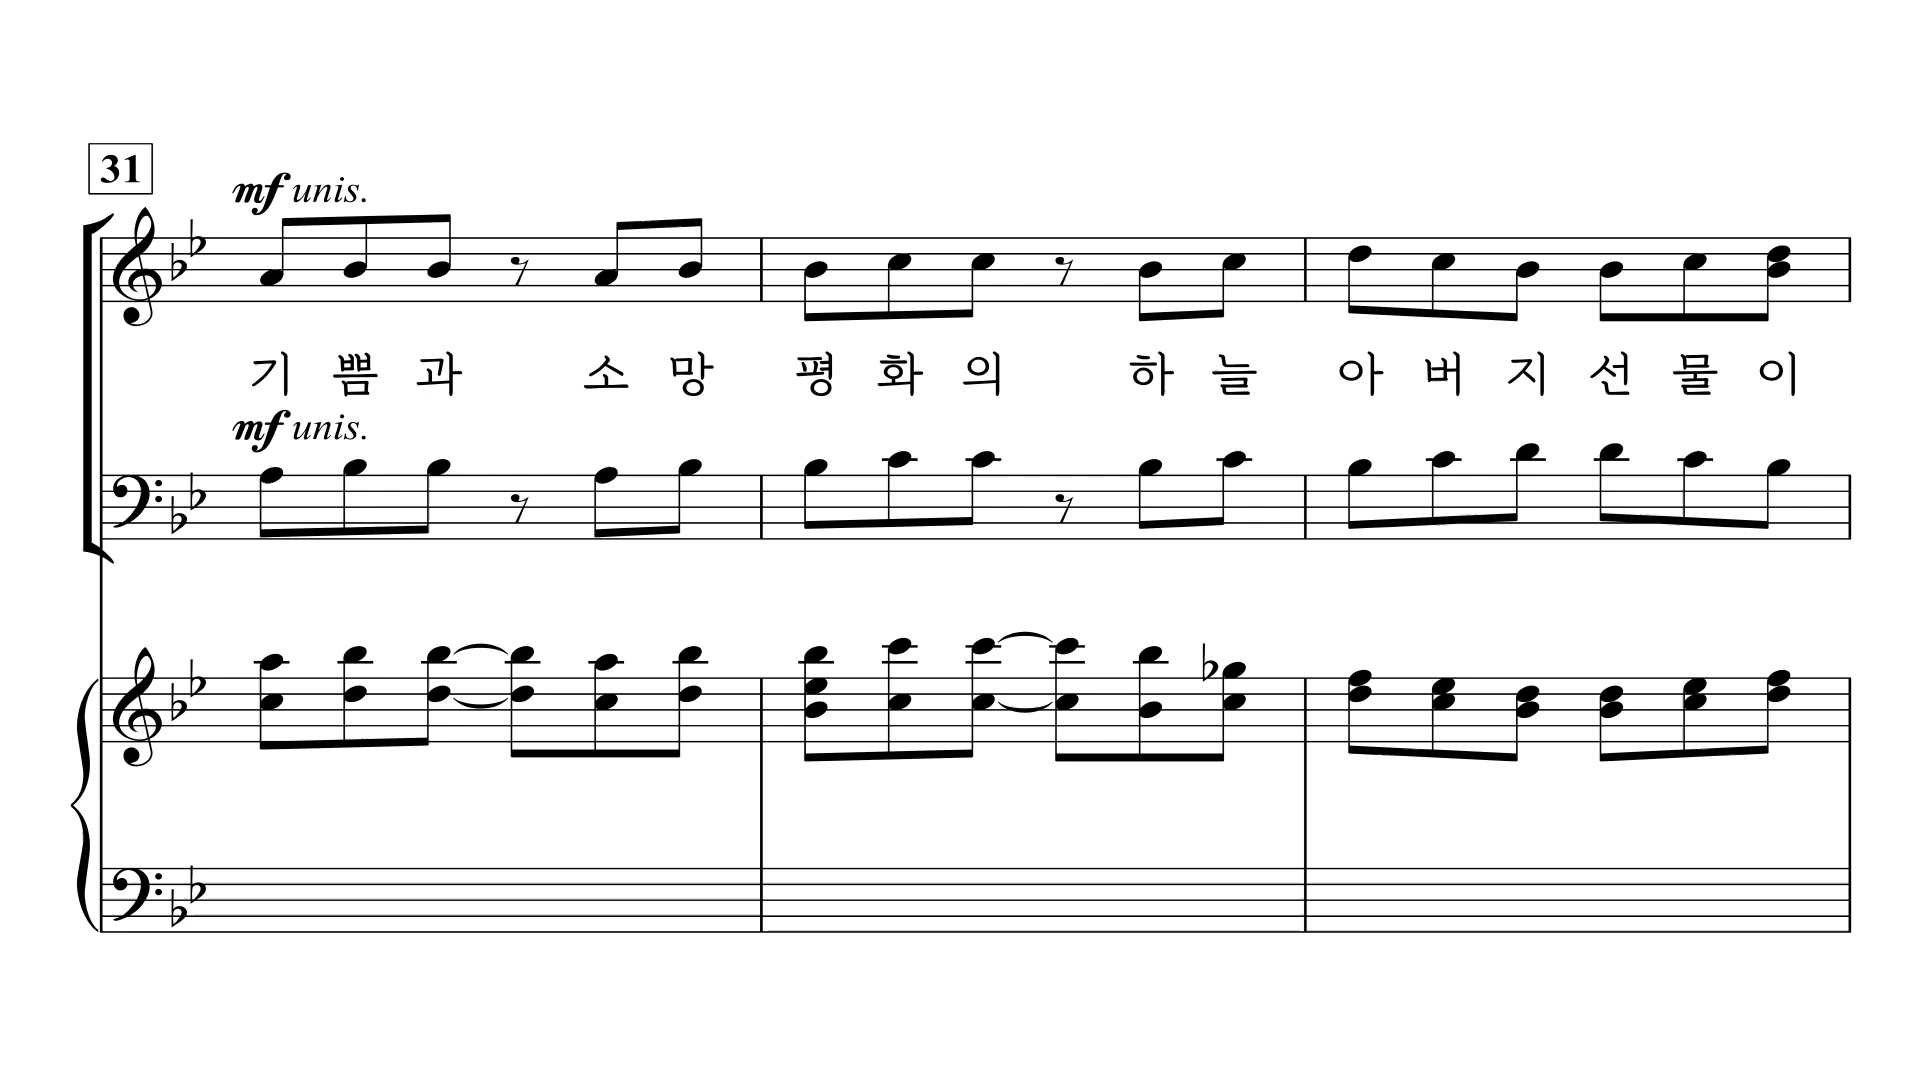 31
mf unis.
기 쁨 과 소 망 평 화 의 하 늘 아 버 지 선 물 이
mf unis.